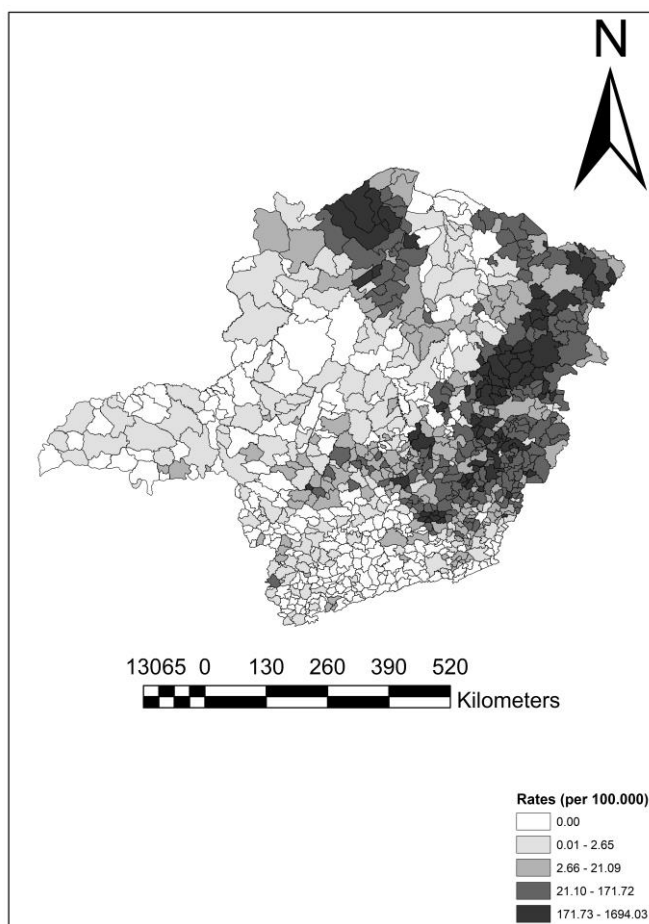 N
13065 0 130 260 390 520
Kilometers
Rates (per 100.000)
0.00
0.01 - 2.65
2.66 - 21.09
21.10 - 171.72
171.73 - 1694.03